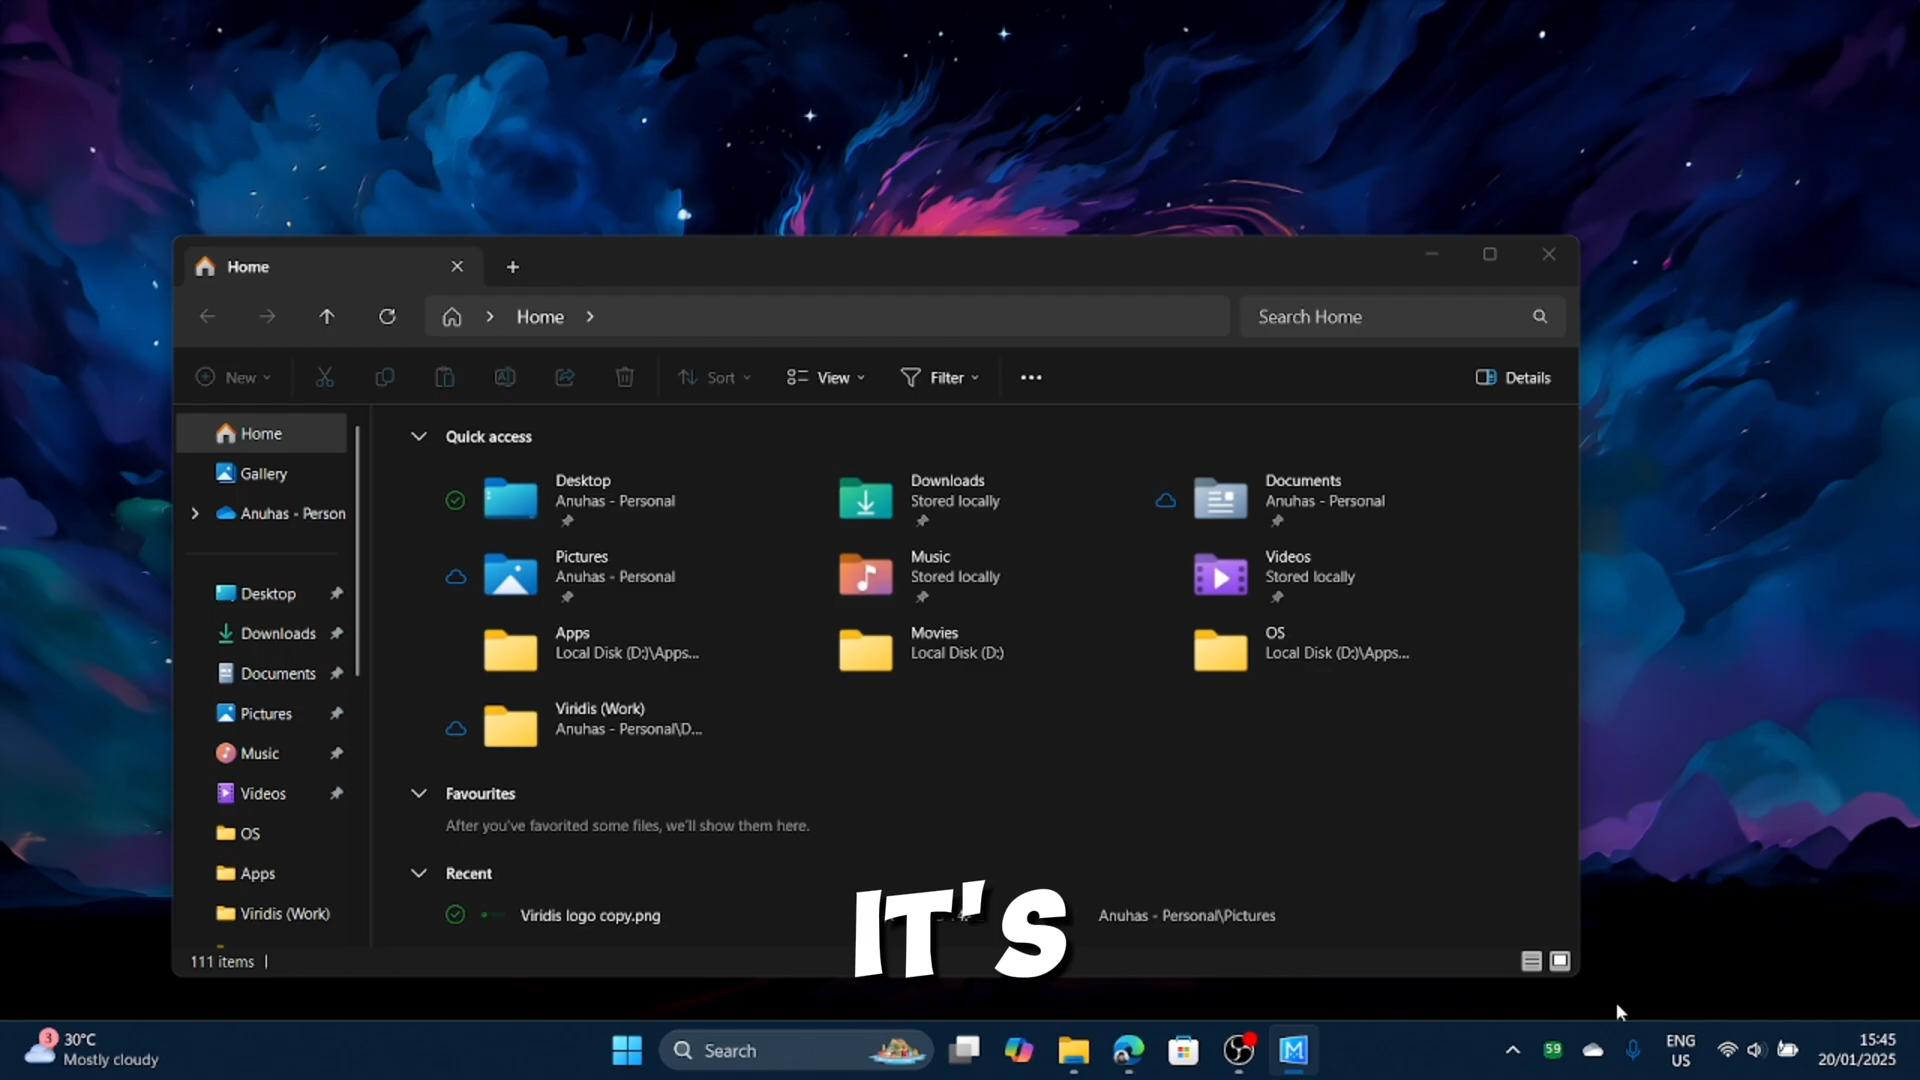 Home
Home
Search Home
New
Sort
View
Filter
Details
Home
Gallery
Anuhas - Person
Desktop
Downloads
Documents
Pictures
Music
Videos
OS
Apps
Viridis (Work)
Quick access
Desktop
Anuhas - Personal
Downloads
Stored locally
Documents
Anuhas - Personal
Pictures
Anuhas - Personal
Music
Stored locally
Videos
Stored locally
Apps
Local Disk (D:)\Apps...
Movies
Local Disk (D:)
OS
Local Disk (D:)\Apps...
Viridis (Work)
Anuhas - Personal\D...
Favourites
After you've favorited some files, we'll show them here.
Recent
Viridis logo copy.png
Anuhas - Personal\Pictures
IT'S
111 items
3
30°C
Mostly cloudy
Search
59
ENG
US
15:45
20/01/2025